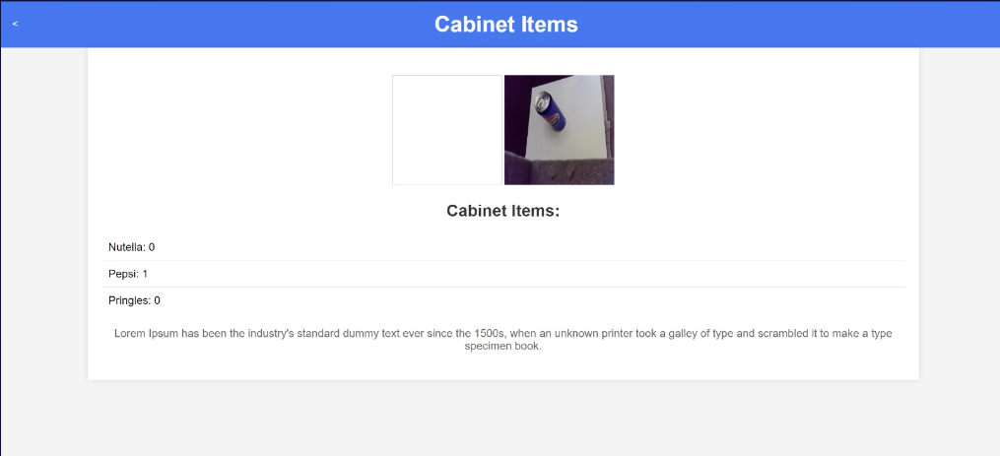 <
Cabinet Items
Cabinet Items:
Nutella: 0
Pepsi: 1
Pringles: 0
Lorem Ipsum has been the industry's standard dummy text ever since the 1500s, when an unknown printer took a galley of type and scrambled it to make a type
specimen book.